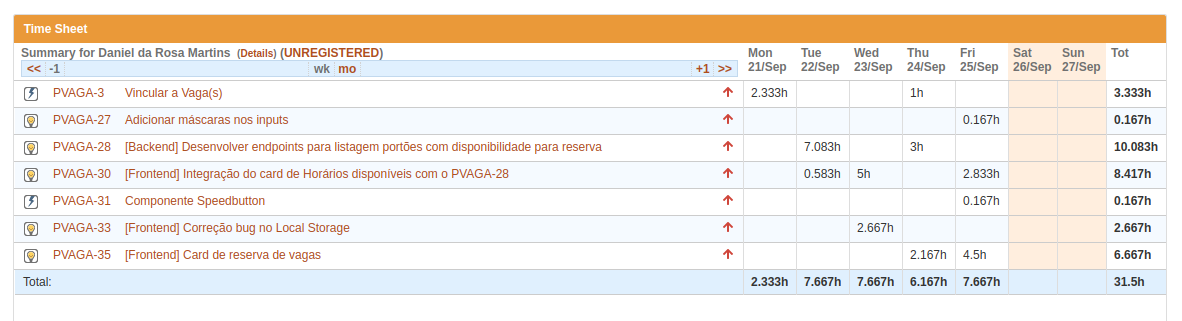 Time Sheet
Summary for Daniel da Rosa Martins (Details) (UNREGISTERED) Mon Tue Wed Thu Fri Sat Sun Tot
<< -1 wk mo +1 >> 21/Sep 22/Sep 23/Sep 24/Sep 25/Sep 26/Sep 27/Sep
PVAGA-3 Vincular a Vaga(s) 2.333h 1h 3.333h
PVAGA-27 Adicionar máscaras nos inputs 0.167h 0.167h
PVAGA-28 [Backend] Desenvolver endpoints para listagem portões com disponibilidade para reserva 7.083h 3h 10.083h
PVAGA-30 [Frontend] Integração do card de Horários disponíveis com o PVAGA-28 0.583h 5h 2.833h 8.417h
PVAGA-31 Componente Speedbutton 0.167h 0.167h
PVAGA-33 [Frontend] Correção bug no Local Storage 2.667h 2.667h
PVAGA-35 [Frontend] Card de reserva de vagas 2.167h 4.5h 6.667h
Total: 2.333h 7.667h 7.667h 6.167h 7.667h 31.5h